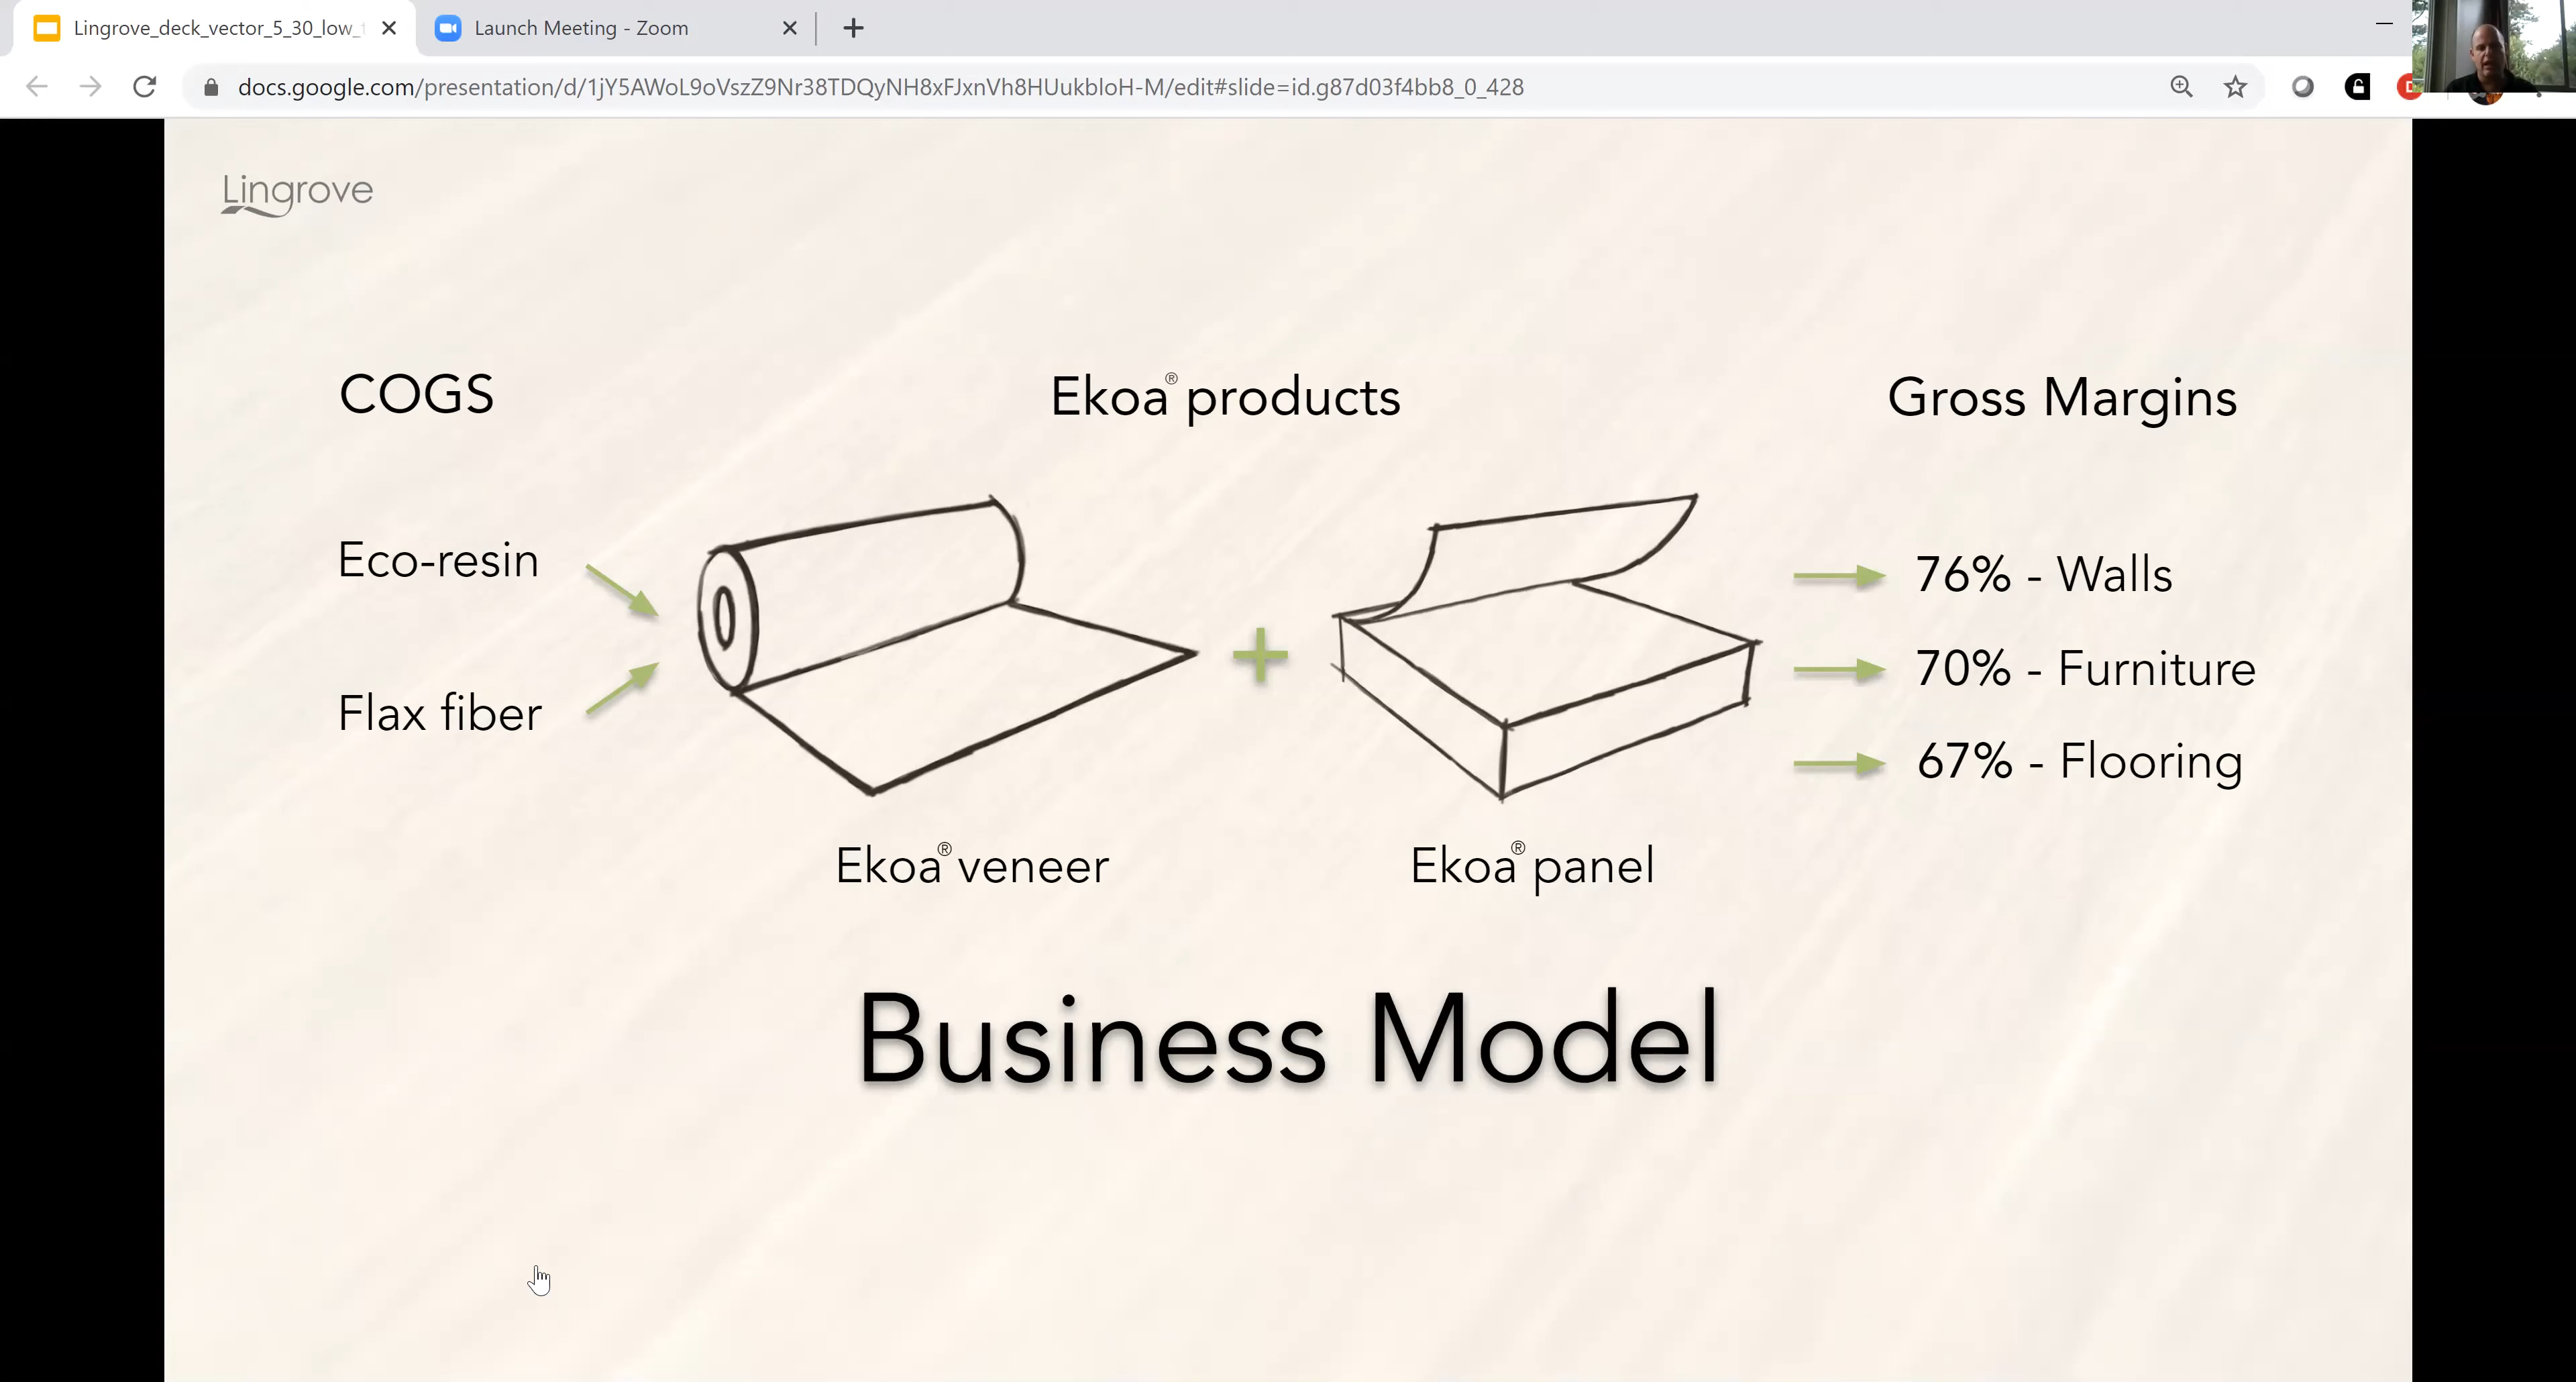 Lingrove_deck_vector_5_30_low_
Launch Meeting - Zoom
docs.google.com/presentation/d/1jY5AWoL9oVszZ9Nr38TDQyNH8xFJxnVh8HUukbloH-M/edit#slide=id.g87d03f4bb8_0_428
Lingrove
COGS
Ekoa® products
Gross Margins
Eco-resin
Flax fiber
76% - Walls
70% - Furniture
67% - Flooring
Ekoa® veneer
Ekoa® panel
Business Model